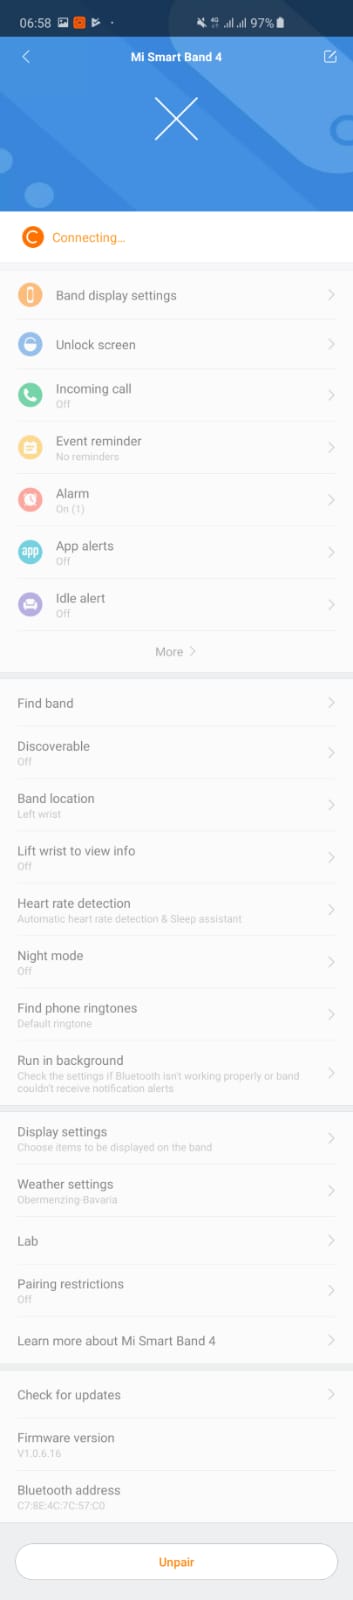 06:58 4G 97%
Mi Smart Band 4
Connecting...
Band display settings
Unlock screen
Incoming call
Off
Event reminder
No reminders
Alarm
On (1)
app
App alerts
Off
Idle alert
Off
More
Find band
Discoverable
Off
Band location
Left wrist
Lift wrist to view info
Off
Heart rate detection
Automatic heart rate detection & Sleep assistant
Night mode
Off
Find phone ringtones
Default ringtone
Run in background
Check the settings if Bluetooth isn't working properly or band
couldn't receive notification alerts
Display settings
Choose items to be displayed on the band
Weather settings
Obermenzing-Bavaria
Lab
Pairing restrictions
Off
Learn more about Mi Smart Band 4
Check for updates
Firmware version
V1.0.6.16
Bluetooth address
C7:8E:4C:7C:57:C0
Unpair